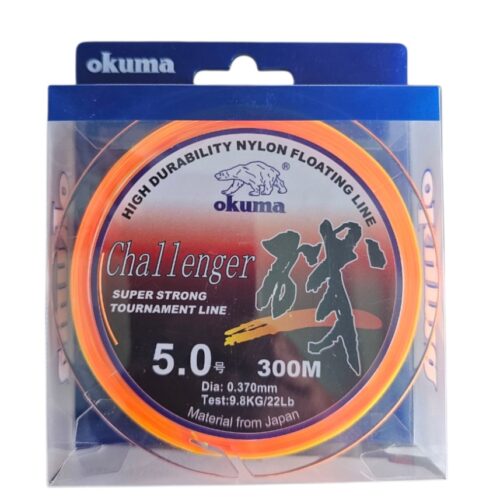 okuma
HIGH DURABILITY NYLON FLOATING LINE
®
okuma
Challenger
SUPER STRONG
TOURNAMENT LINE
5.0号 300M
Dia: 0.370mm
Test:9.8KG/22Lb
Material from Japan